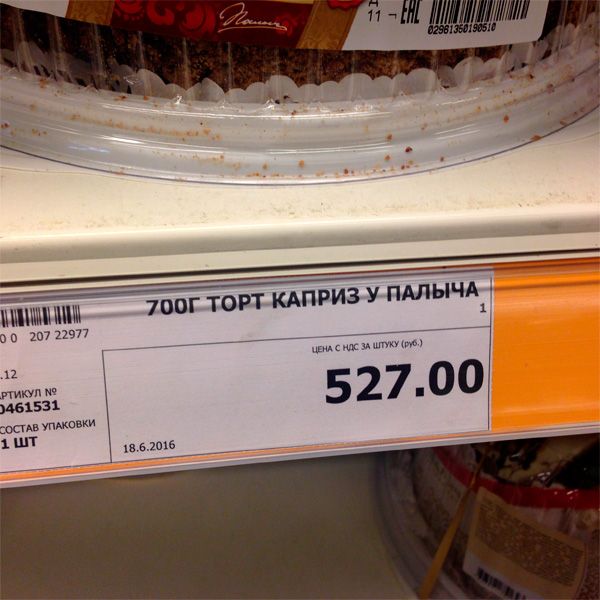 11 ¬ EAC
02961350190510
700Г ТОРТ КАПРИЗ У ПАЛЫЧА
1
0 0 207 22977
ЦЕНА С НДС ЗА ШТУКУ (руб.)
527.00
.12
АРТИКУЛ №
0461531
СОСТАВ УПАКОВКИ
1 ШТ
18.6.2016